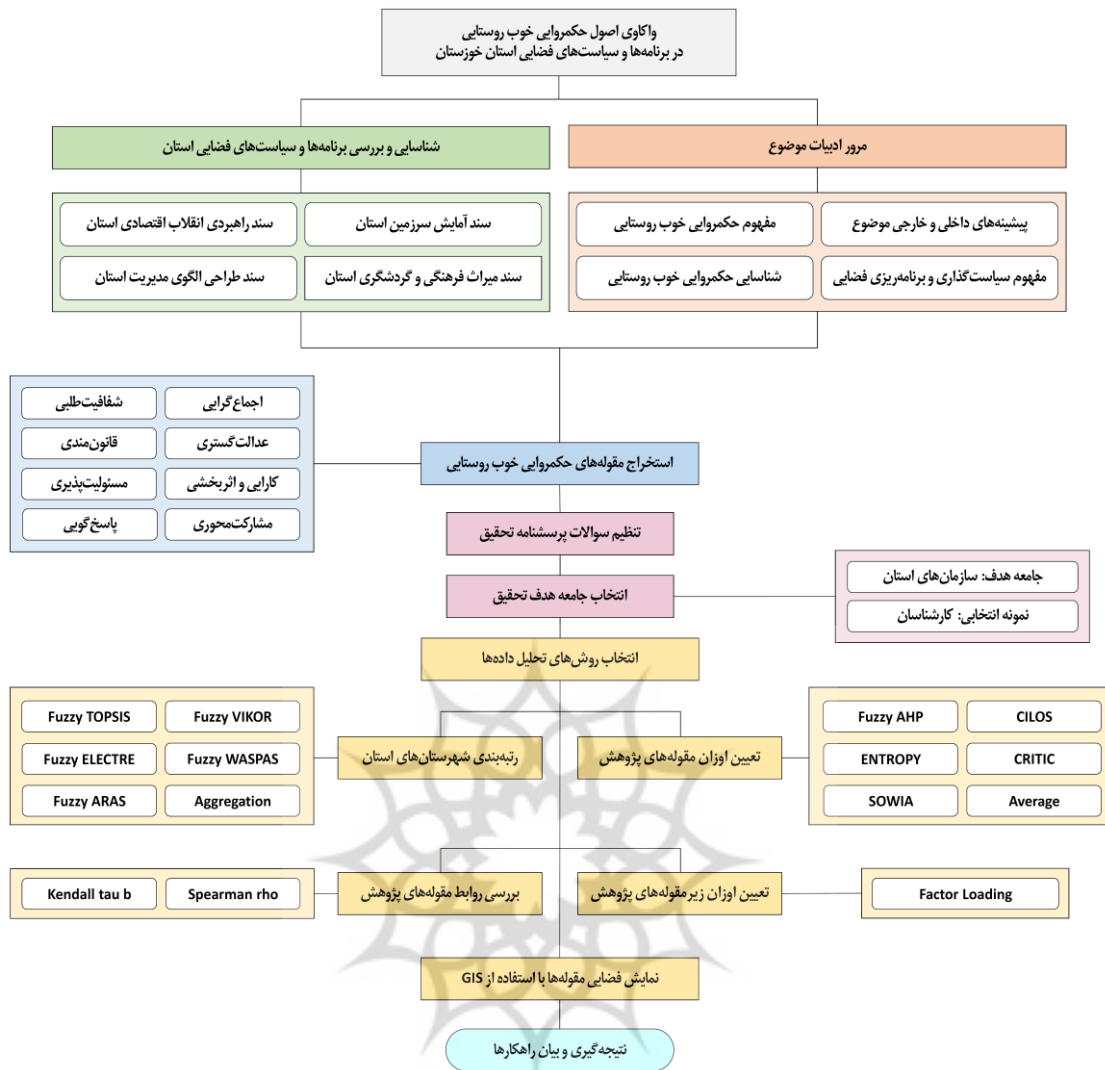 واکاوی اصول حکمروایی خوب روستایی
در برنامه‌ها و سیاست‌های فضایی استان خوزستان
مرور ادبیات موضوع
شناسایی و بررسی برنامه‌ها و سیاست‌های فضایی استان
پیشینه‌های داخلی و خارجی موضوع
مفهوم حکمروایی خوب روستایی
مفهوم سیاست‌گذاری و برنامه‌ریزی فضایی
شناسایی حکمروایی خوب روستایی
سند آمایش سرزمین استان
سند راهبردی انقلاب اقتصادی استان
سند میراث فرهنگی و گردشگری استان
سند طراحی الگوی مدیریت استان
استخراج مقوله‌های حکمروایی خوب روستایی
اجماع‌گرایی
شفافیت‌طلبی
عدالت‌گستری
قانون‌مندی
کارایی و اثربخشی
مسئولیت‌پذیری
مشارکت‌محوری
پاسخ‌گویی
تنظیم سوالات پرسشنامه تحقیق
انتخاب جامعه هدف تحقیق
جامعه هدف: سازمان‌های استان
نمونه انتخابی: کارشناسان
انتخاب روش‌های تحلیل داده‌ها
تعیین اوزان مقوله‌های پژوهش
Fuzzy AHP
CILOS
ENTROPY
CRITIC
SOWIA
Average
رتبه‌بندی شهرستان‌های استان
Fuzzy TOPSIS
Fuzzy VIKOR
Fuzzy ELECTRE
Fuzzy WASPAS
Fuzzy ARAS
Aggregation
تعیین اوزان زیرمقوله‌های پژوهش
Factor Loading
بررسی روابط مقوله‌های پژوهش
Kendall tau b
Spearman rho
نمایش فضایی مقوله‌ها با استفاده از GIS
نتیجه‌گیری و بیان راهکارها